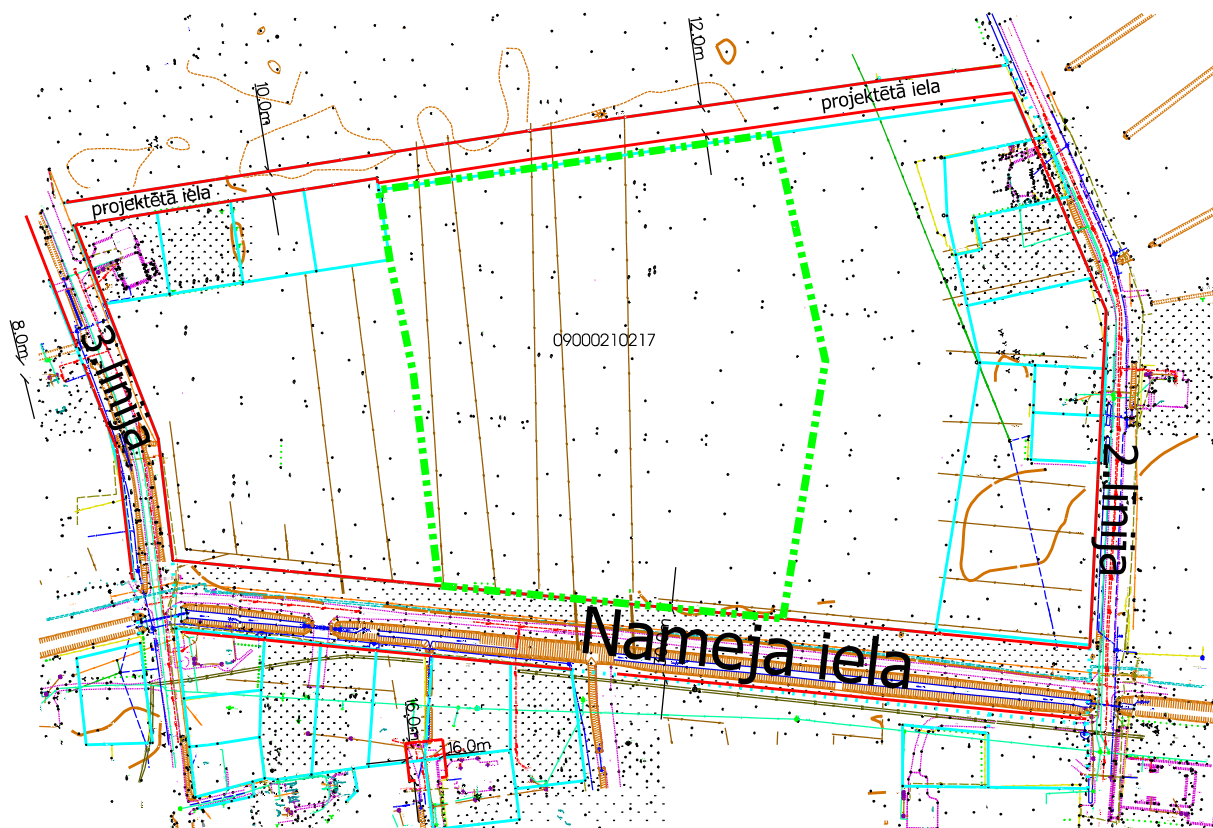 12.0m
10.0m
projektētā iela
projektētā iela
8.0m
3.līnija
09000210217
2.līnija
Nameja iela
6.0m
16.0m